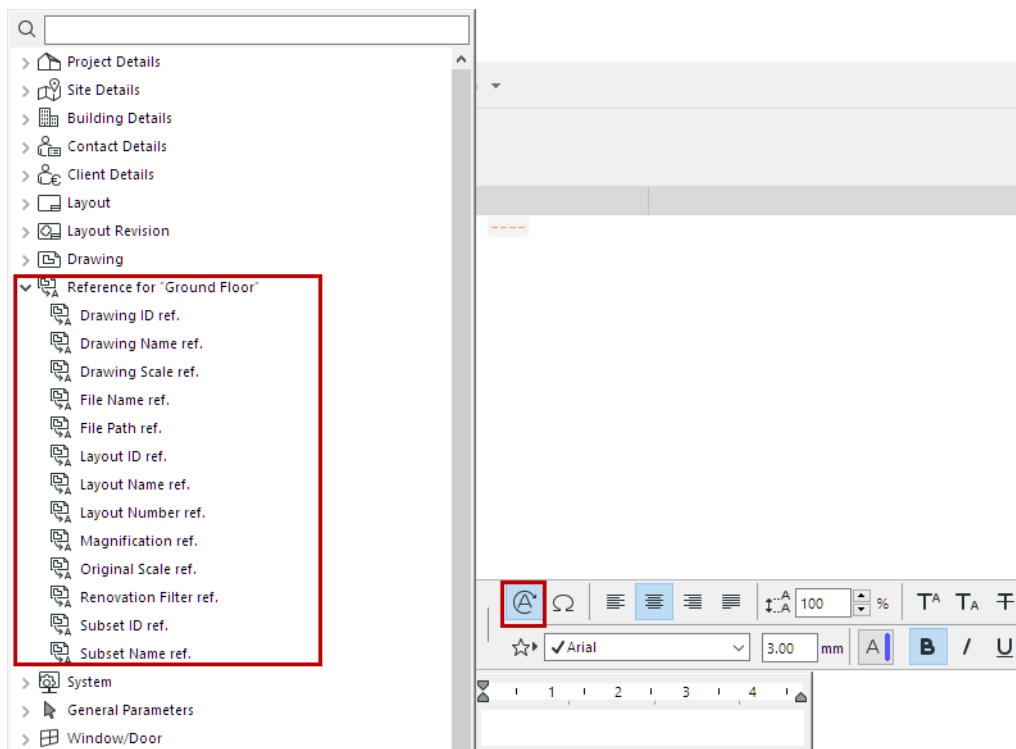 Project Details
Site Details
Building Details
Contact Details
Client Details
Layout
Layout Revision
Drawing
Reference for "Ground Floor"
Drawing ID ref.
Drawing Name ref.
Drawing Scale ref.
File Name ref.
File Path ref.
Layout ID ref.
Layout Name ref.
Layout Number ref.
Magnification ref.
Original Scale ref.
Renovation Filter ref.
Subset ID ref.
Subset Name ref.
System
General Parameters
Window/Door
----
100 %
Arial 3.00 mm A B I U
1 2 3 4